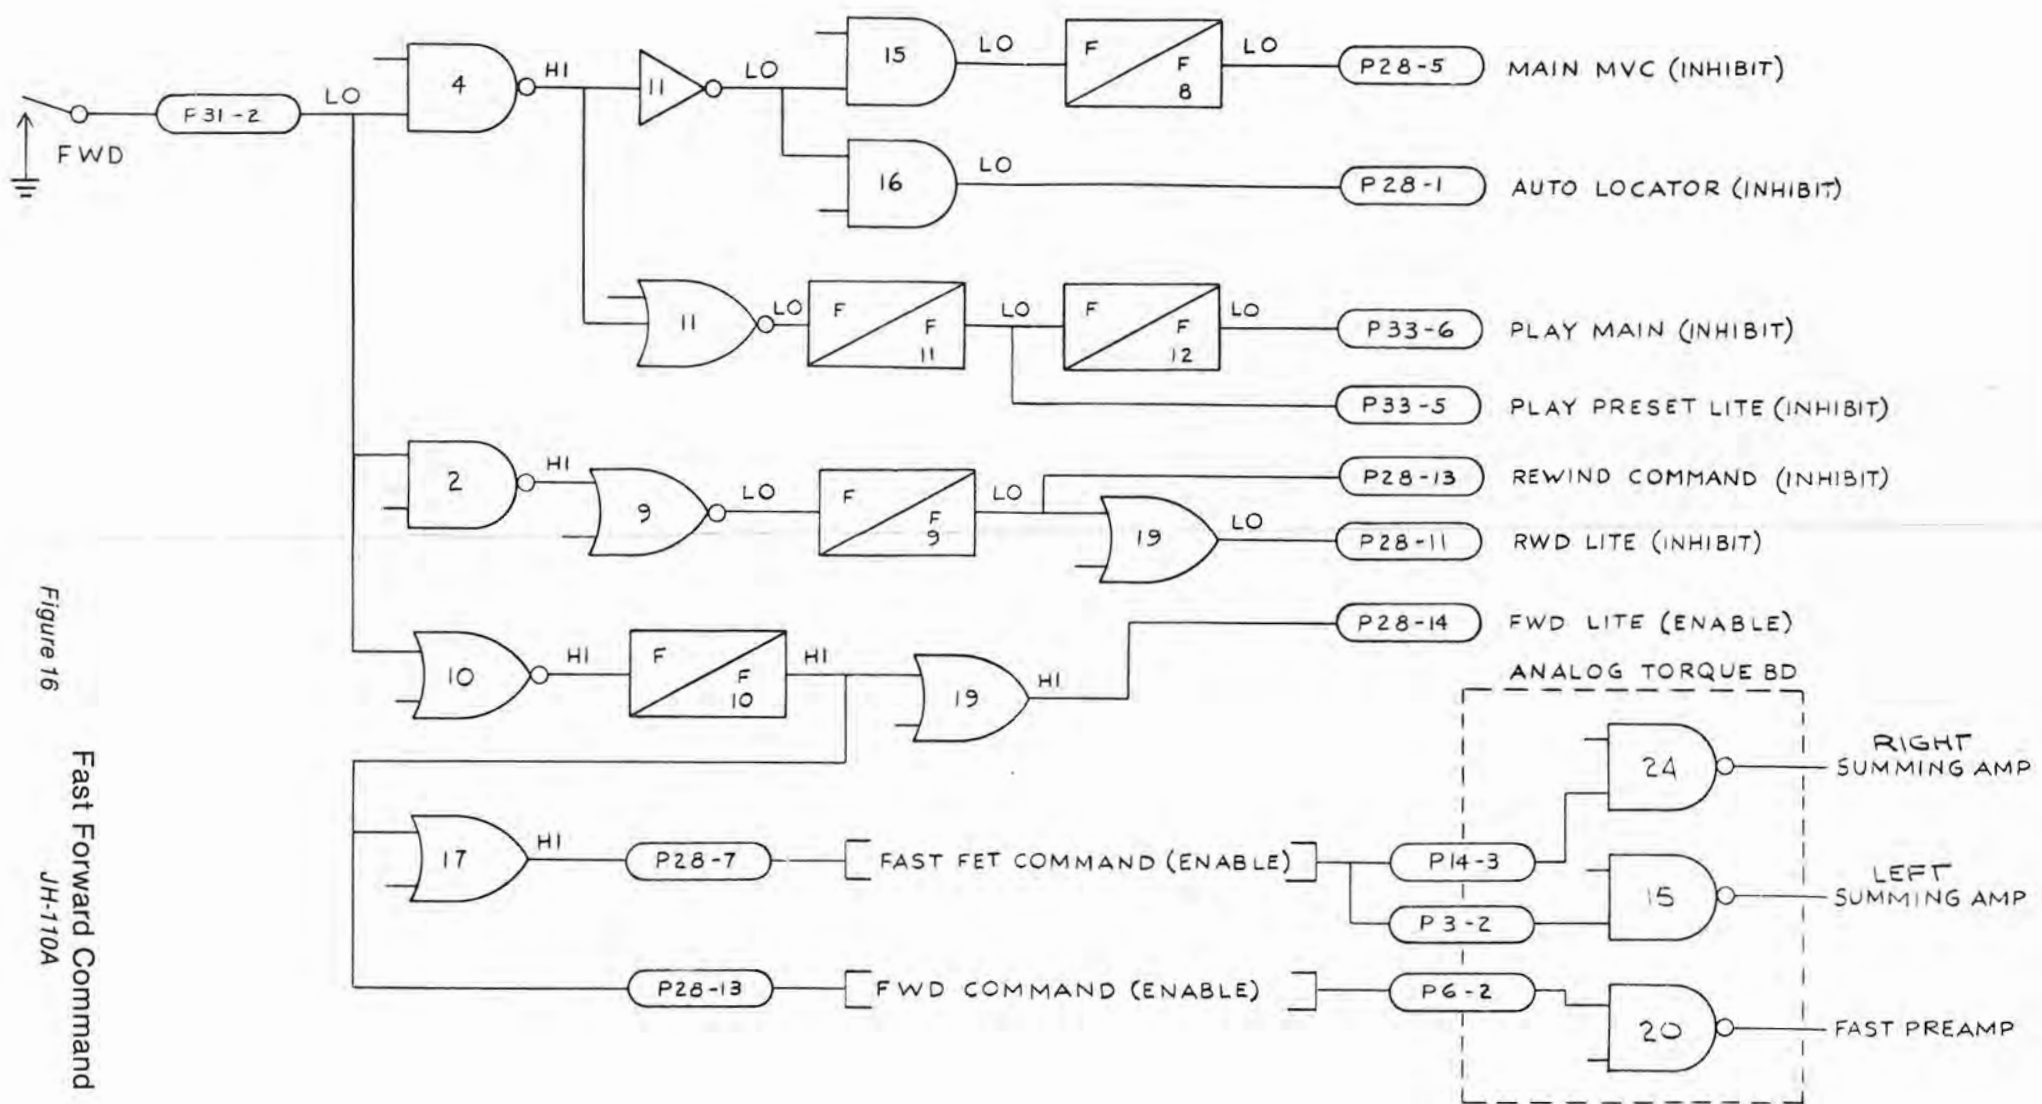 15
LO
F
F
8
LO
P28-5
MAIN MVC (INHIBIT)
4
HI
11
LO
LO
P31-2
FWD
16
LO
P28-1
AUTO LOCATOR (INHIBIT)
11
LO
F
F
11
LO
F
F
12
LO
P33-6
PLAY MAIN (INHIBIT)
P33-5
PLAY PRESET LITE (INHIBIT)
2
HI
9
LO
F
F
9
LO
P28-13
REWIND COMMAND (INHIBIT)
19
LO
P28-11
RWD LITE (INHIBIT)
10
HI
F
F
10
HI
19
HI
P28-14
FWD LITE (ENABLE)
ANALOG TORQUE BD
24
RIGHT
SUMMING AMP
17
HI
P28-7
FAST FET COMMAND (ENABLE)
P14-3
P3-2
15
LEFT
SUMMING AMP
P28-13
FWD COMMAND (ENABLE)
P6-2
20
FAST PREAMP
Figure 16
Fast Forward Command
JH-110A